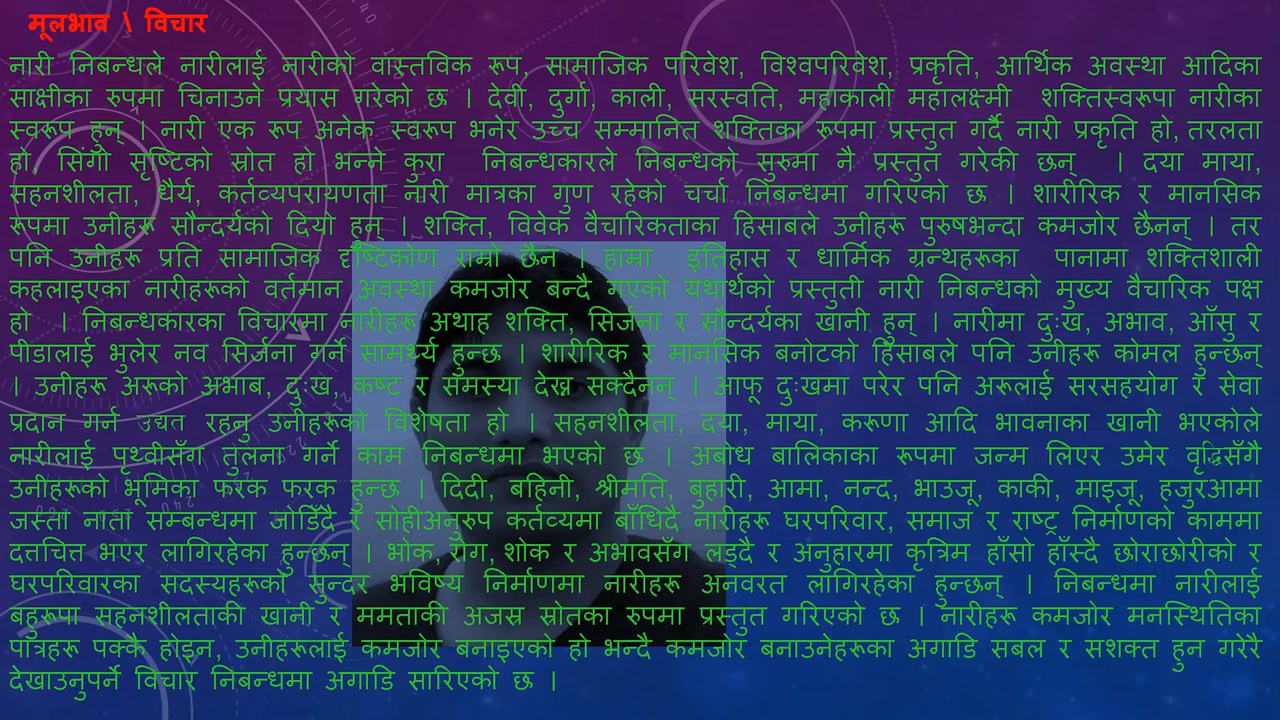 मूलभाव \ विचार
नारी निबन्धले नारीलाई नारीको वास्तविक रूप, सामाजिक परिवेश, विश्वपरिवेश, प्रकृति, आर्थिक अवस्था आदिका
साक्षीका रुपमा चिनाउने प्रयास गरेको छ । देवी, दुर्गा, काली, सरस्वति, महाकाली महालक्ष्मी शक्तिस्वरूपा नारीका
स्वरूप हुन् । नारी एक रूप अनेक स्वरूप भनेर उच्च सम्मानित शक्तिका रूपमा प्रस्तुत गर्दै नारी प्रकृति हो, तरलता
हो सिंगो सृष्टिको स्रोत हो भन्ने कुरा निबन्धकारले निबन्धको सुरुमा नै प्रस्तुत गरेकी छन् । दया माया,
सहनशीलता, धैर्य, कर्तव्यपरायणता नारी मात्रका गुण रहेको चर्चा निबन्धमा गरिएको छ । शारीरिक र मानसिक
रूपमा उनीहरू सौन्दर्यको दियो हुन् । शक्ति, विवेक वैचारिकताका हिसाबले उनीहरू पुरुषभन्दा कमजोर छैनन् । तर
पनि उनीहरू प्रति सामाजिक दृष्टिकोण राम्रो छैन । हाम्रा इतिहास र धार्मिक ग्रन्थहरूका पानामा शक्तिशाली
कहलाइएका नारीहरूको वर्तमान अवस्था कमजोर बन्दै गएको यथार्थको प्रस्तुती नारी निबन्धको मुख्य वैचारिक पक्ष
हो । निबन्धकारका विचारमा नारीहरू अथाह शक्ति, सिर्जना र सौन्दर्यका खानी हुन् । नारीमा दुःख, अभाव, आँसु र
पीडालाई भुलेर नव सिर्जना गर्ने सामर्थ्य हुन्छ । शारीरिक र मानसिक बनोटको हिसाबले पनि उनीहरू कोमल हुन्छन्
। उनीहरू अरूको अभाब, दुःख, कष्ट र समस्या देख्न सक्दैनन् । आफू दुःखमा परेर पनि अरूलाई सरसहयोग र सेवा
प्रदान गर्न उद्यत रहनु उनीहरूको विशेषता हो । सहनशीलता, दया, माया, करूणा आदि भावनाका खानी भएकोले
नारीलाई पृथ्वीसँग तुलना गर्ने काम निबन्धमा भएको छ । अबोध बालिकाका रूपमा जन्म लिएर उमेर वृद्धिसँगै
उनीहरूको भूमिका फरक फरक हुन्छ । दिदी, बहिनी, श्रीमति, बुहारी, आमा, नन्द, भाउजू, काकी, माइजू, हजुरआमा
जस्ता नाता सम्बन्धमा जोडिँदै र सोहीअनुरुप कर्तव्यमा बाँधिदै नारीहरू घरपरिवार, समाज र राष्ट्र निर्माणको काममा
दत्तचित्त भएर लागिरहेका हुन्छन् । भोक, रोग, शोक र अभावसँग लड्दै र अनुहारमा कृत्रिम हाँसो हाँस्दै छोराछोरीको र
घरपरिवारका सदस्यहरूको सुन्दर भविष्य निर्माणमा नारीहरू अनवरत लागिरहेका हुन्छन् । निबन्धमा नारीलाई
बहुरूपा सहनशीलताकी खानी र ममताकी अजस्र स्रोतका रुपमा प्रस्तुत गरिएको छ । नारीहरू कमजोर मनस्थितिका
पात्रहरू पक्कै होइन, उनीहरूलाई कमजोर बनाइएको हो भन्दै कमजोर बनाउनेहरूका अगाडि सबल र सशक्त हुन गरेरै
देखाउनुपर्ने विचार निबन्धमा अगाडि सारिएको छ ।